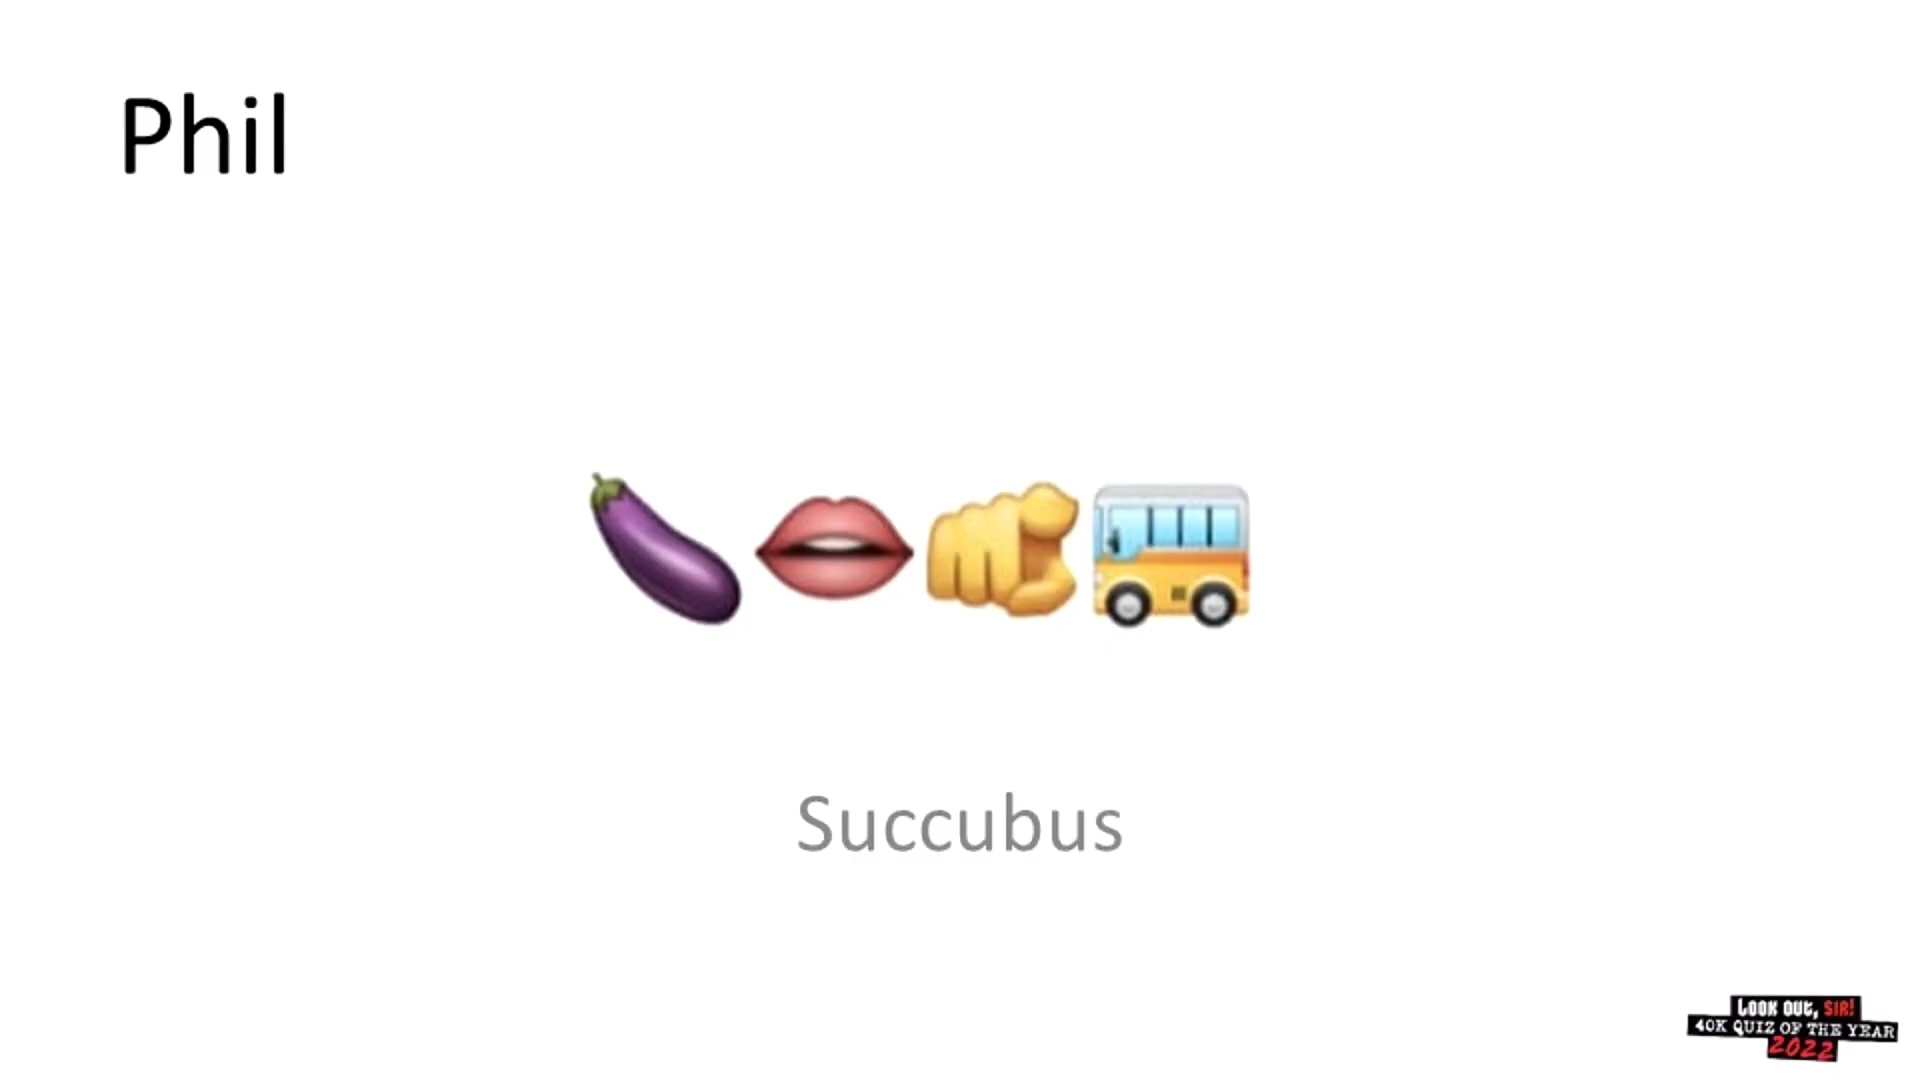 Phil
Succubus
LOOK OUT, SIR!
40K QUIZ OF THE YEAR
2022